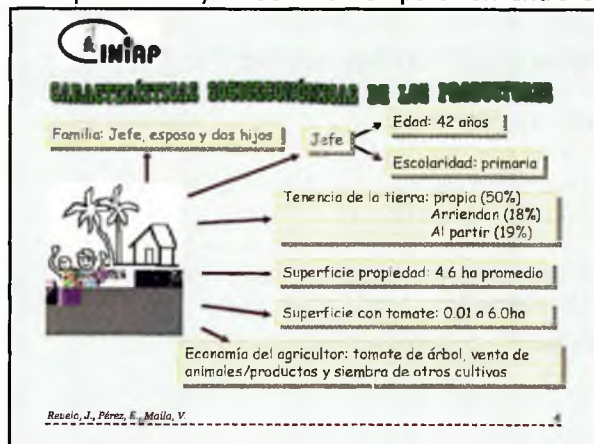 INIAP
CARACTERÍSTICAS SOCIOECONÓMICAS DE LOS PRODUCTORES
Familia: Jefe, esposa y dos hijos
Jefe
Edad: 42 años
Escolaridad: primaria
Tenencia de la tierra: propia (50%)
Arriendan (18%)
Al partir (19%)
Superficie propiedad: 4.6 ha promedio
Superficie con tomate: 0.01 a 6.0ha
Economía del agricultor: tomate de árbol, venta de
animales/productos y siembra de otros cultivos
Revelo, J., Pérez, E., Maila, V.
4